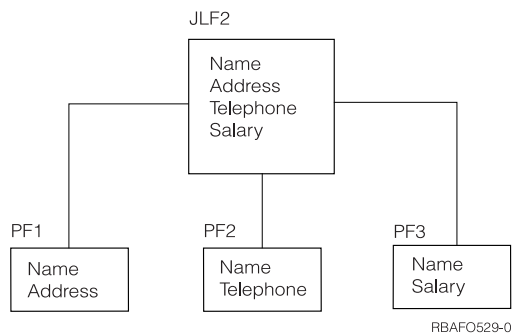 JLF2
Name
Address
Telephone
Salary
PF1
Name
Address
PF2
Name
Telephone
PF3
Name
Salary
RBAFO529-0